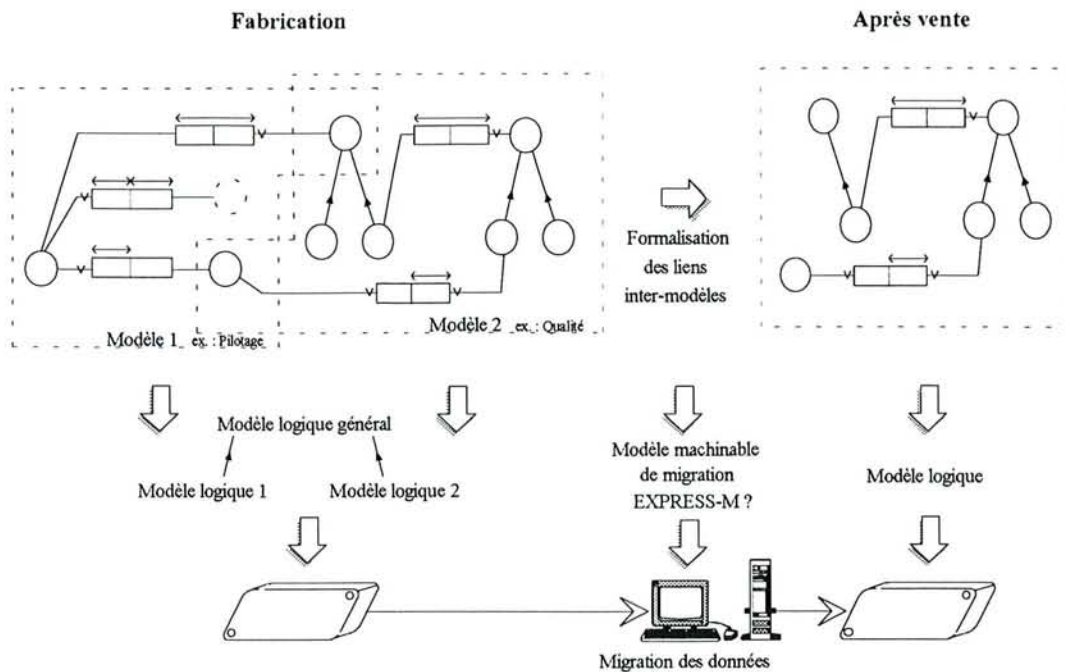 Fabrication
Après vente
Formalisation
des liens
inter-modèles
Modèle 1 ex. : Pilotage
Modèle 2 ex. : Qualité
Modèle logique général
Modèle logique 1
Modèle logique 2
Modèle machinable
de migration
EXPRESS-M ?
Modèle logique
Migration des données